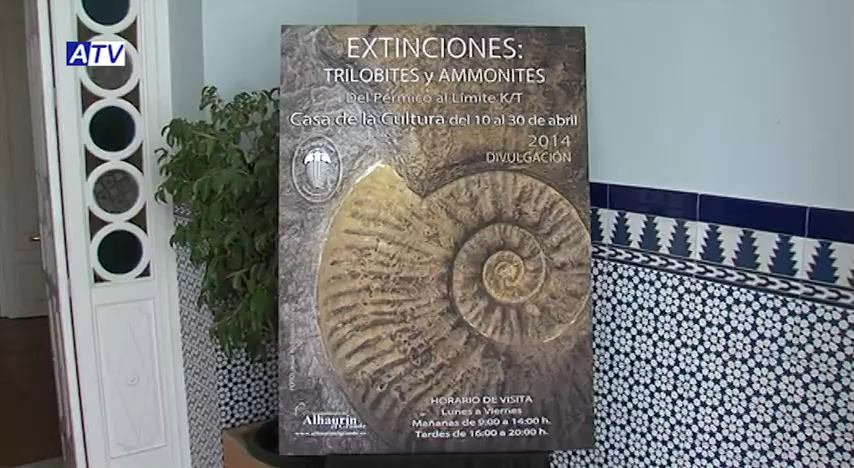 ATV
EXTINCIONES:
TRILOBITES y AMMONITES
Del Pérmico al Límite K/T
Casa de la Cultura del 10 al 30 de abril
2014
DIVULGACIÓN
HORARIO DE VISITA
Lunes a Viernes
Mañanas de 9:00 a 14:00 h.
Tardes de 16:00 a 20:00 h.
Alhaurín
el Grande